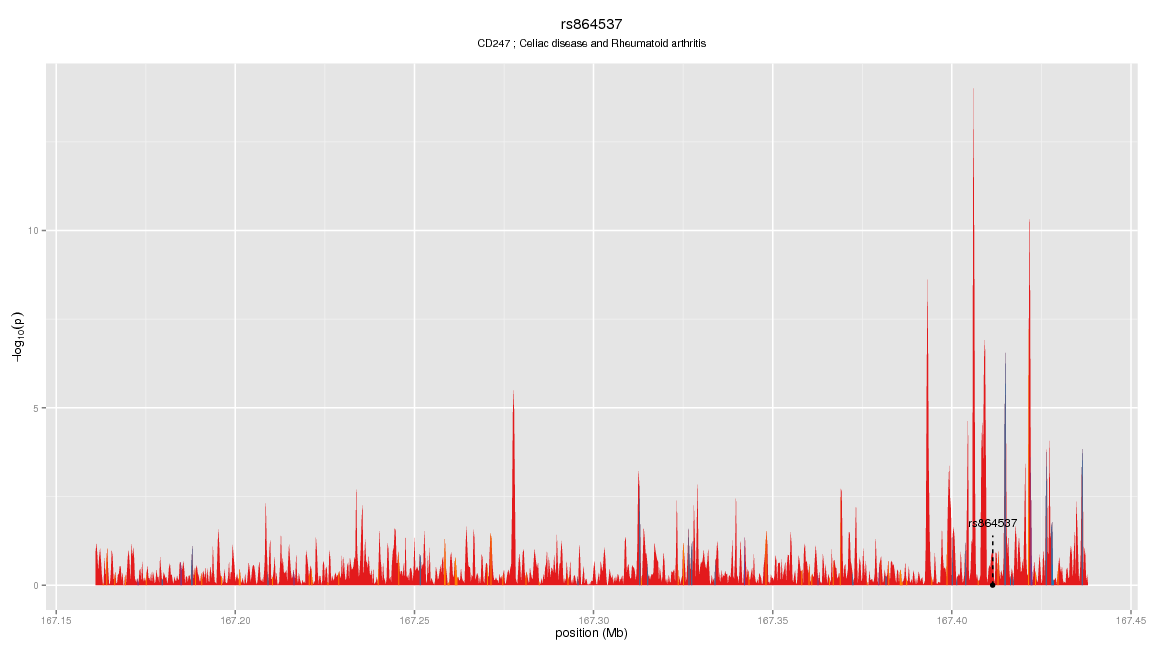 rs864537
CD247 ; Celiac disease and Rheumatoid arthritis
−log10(p)
10
5
0
rs864537
167.15 167.20 167.25 167.30 167.35 167.40 167.45
position (Mb)